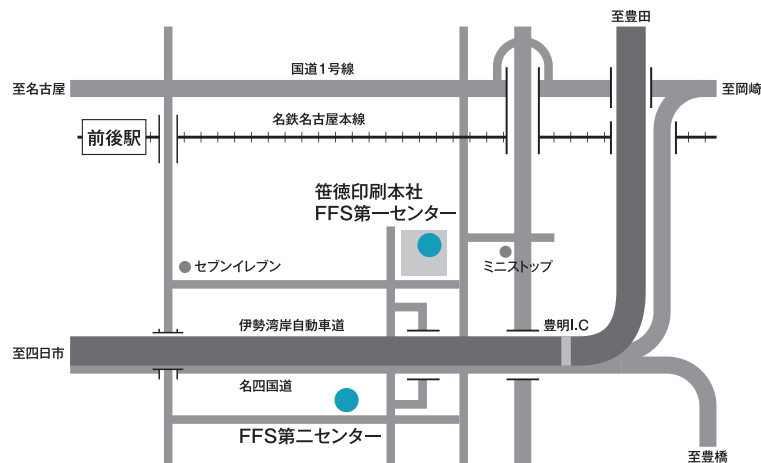 至豊田
国道1号線
至名古屋
至岡崎
名鉄名古屋本線
前後駅
笹徳印刷本社
FFS第一センター
セブンイレブン
ミニストップ
伊勢湾岸自動車道
豊明I.C
至四日市
名四国道
FFS第二センター
至豊橋